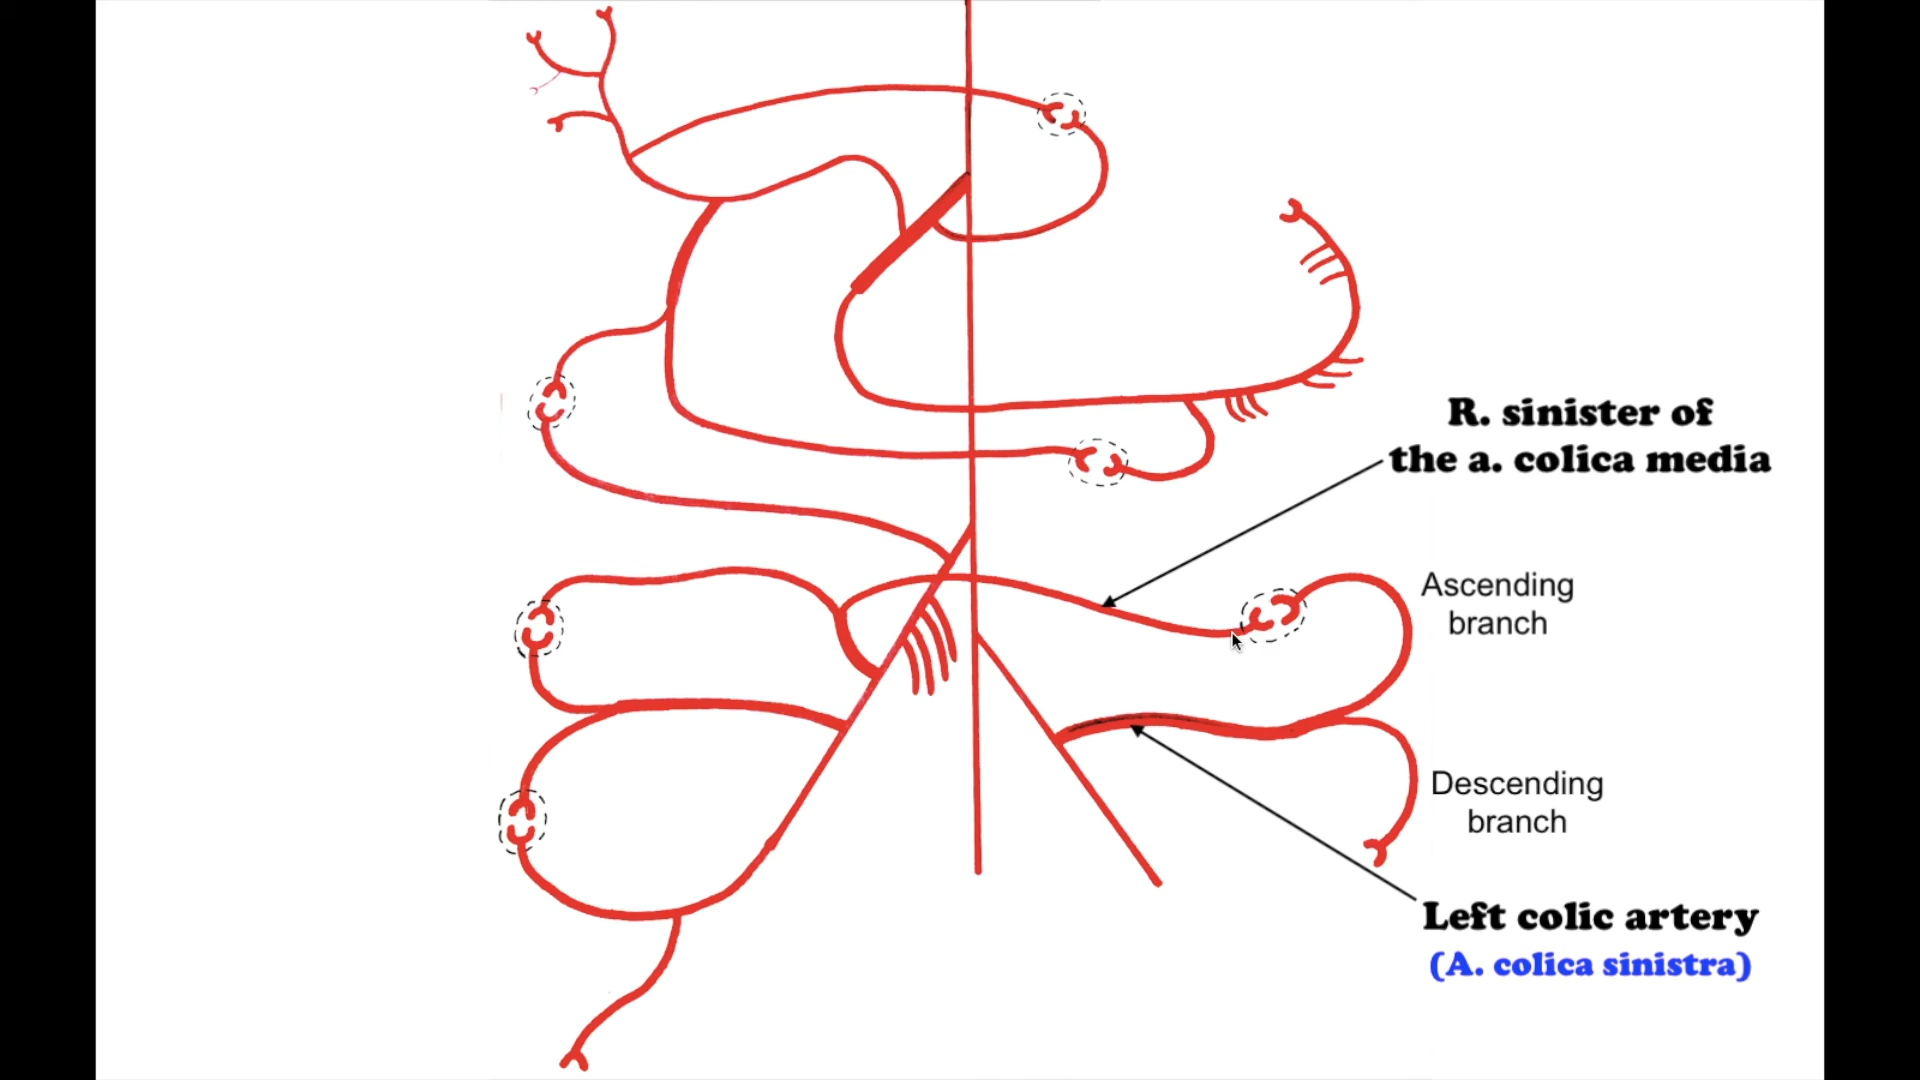 R. sinister of
the a. colica media
Ascending
branch
Descending
branch
Left colic artery
(A. colica sinistra)